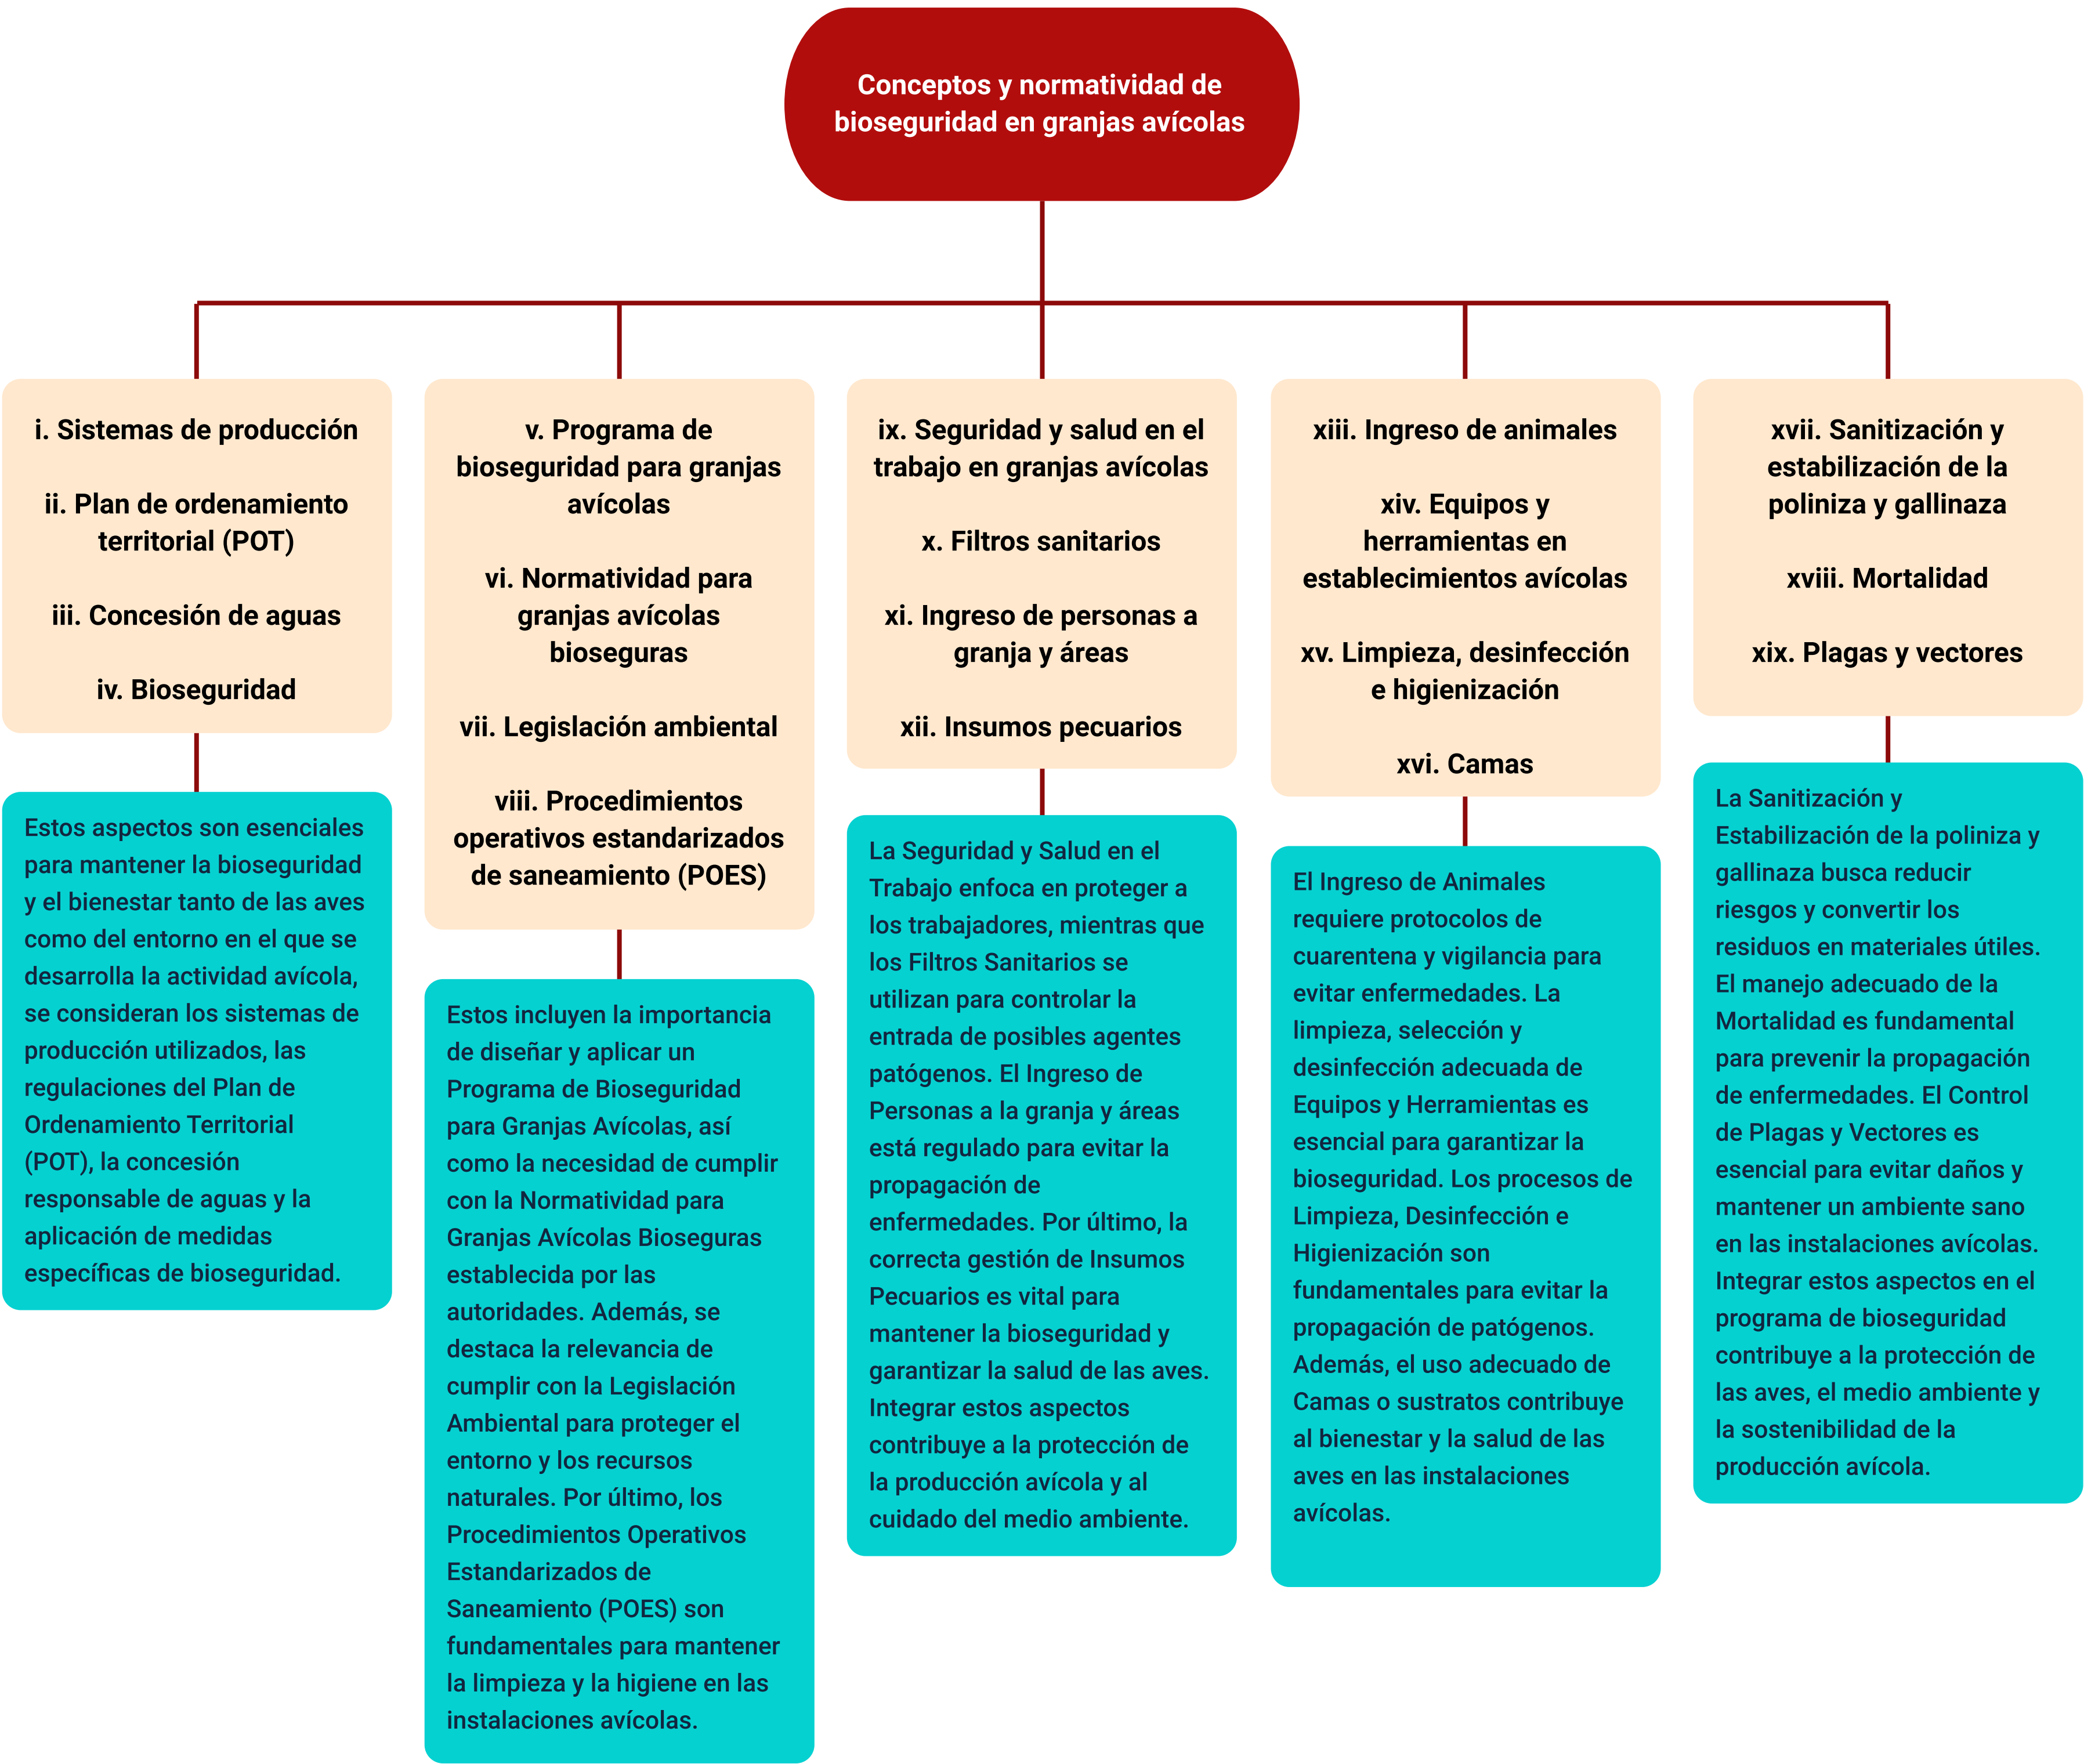 Conceptos y normatividad de
bioseguridad en granjas avícolas
i. Sistemas de producción
ii. Plan de ordenamiento
territorial (POT)
iii. Concesión de aguas
iv. Bioseguridad
Estos aspectos son esenciales
para mantener la bioseguridad
y el bienestar tanto de las aves
como del entorno en el que se
desarrolla la actividad avícola,
se consideran los sistemas de
producción utilizados, las
regulaciones del Plan de
Ordenamiento Territorial
(POT), la concesión
responsable de aguas y la
aplicación de medidas
específicas de bioseguridad.
v. Programa de
bioseguridad para granjas
avícolas
vi. Normatividad para
granjas avícolas
bioseguras
vii. Legislación ambiental
viii. Procedimientos
operativos estandarizados
de saneamiento (POES)
Estos incluyen la importancia
de diseñar y aplicar un
Programa de Bioseguridad
para Granjas Avícolas, así
como la necesidad de cumplir
con la Normatividad para
Granjas Avícolas Bioseguras
establecida por las
autoridades. Además, se
destaca la relevancia de
cumplir con la Legislación
Ambiental para proteger el
entorno y los recursos
naturales. Por último, los
Procedimientos Operativos
Estandarizados de
Saneamiento (POES) son
fundamentales para mantener
la limpieza y la higiene en las
instalaciones avícolas.
ix. Seguridad y salud en el
trabajo en granjas avícolas
x. Filtros sanitarios
xi. Ingreso de personas a
granja y áreas
xii. Insumos pecuarios
La Seguridad y Salud en el
Trabajo enfoca en proteger a
los trabajadores, mientras que
los Filtros Sanitarios se
utilizan para controlar la
entrada de posibles agentes
patógenos. El Ingreso de
Personas a la granja y áreas
está regulado para evitar la
propagación de
enfermedades. Por último, la
correcta gestión de Insumos
Pecuarios es vital para
mantener la bioseguridad y
garantizar la salud de las aves.
Integrar estos aspectos
contribuye a la protección de
la producción avícola y al
cuidado del medio ambiente.
xiii. Ingreso de animales
xiv. Equipos y
herramientas en
establecimientos avícolas
xv. Limpieza, desinfección
e higienización
xvi. Camas
El Ingreso de Animales
requiere protocolos de
cuarentena y vigilancia para
evitar enfermedades. La
limpieza, selección y
desinfección adecuada de
Equipos y Herramientas es
esencial para garantizar la
bioseguridad. Los procesos de
Limpieza, Desinfección e
Higienización son
fundamentales para evitar la
propagación de patógenos.
Además, el uso adecuado de
Camas o sustratos contribuye
al bienestar y la salud de las
aves en las instalaciones
avícolas.
xvii. Sanitización y
estabilización de la
poliniza y gallinaza
xviii. Mortalidad
xix. Plagas y vectores
La Sanitización y
Estabilización de la poliniza y
gallinaza busca reducir
riesgos y convertir los
residuos en materiales útiles.
El manejo adecuado de la
Mortalidad es fundamental
para prevenir la propagación
de enfermedades. El Control
de Plagas y Vectores es
esencial para evitar daños y
mantener un ambiente sano
en las instalaciones avícolas.
Integrar estos aspectos en el
programa de bioseguridad
contribuye a la protección de
las aves, el medio ambiente y
la sostenibilidad de la
producción avícola.